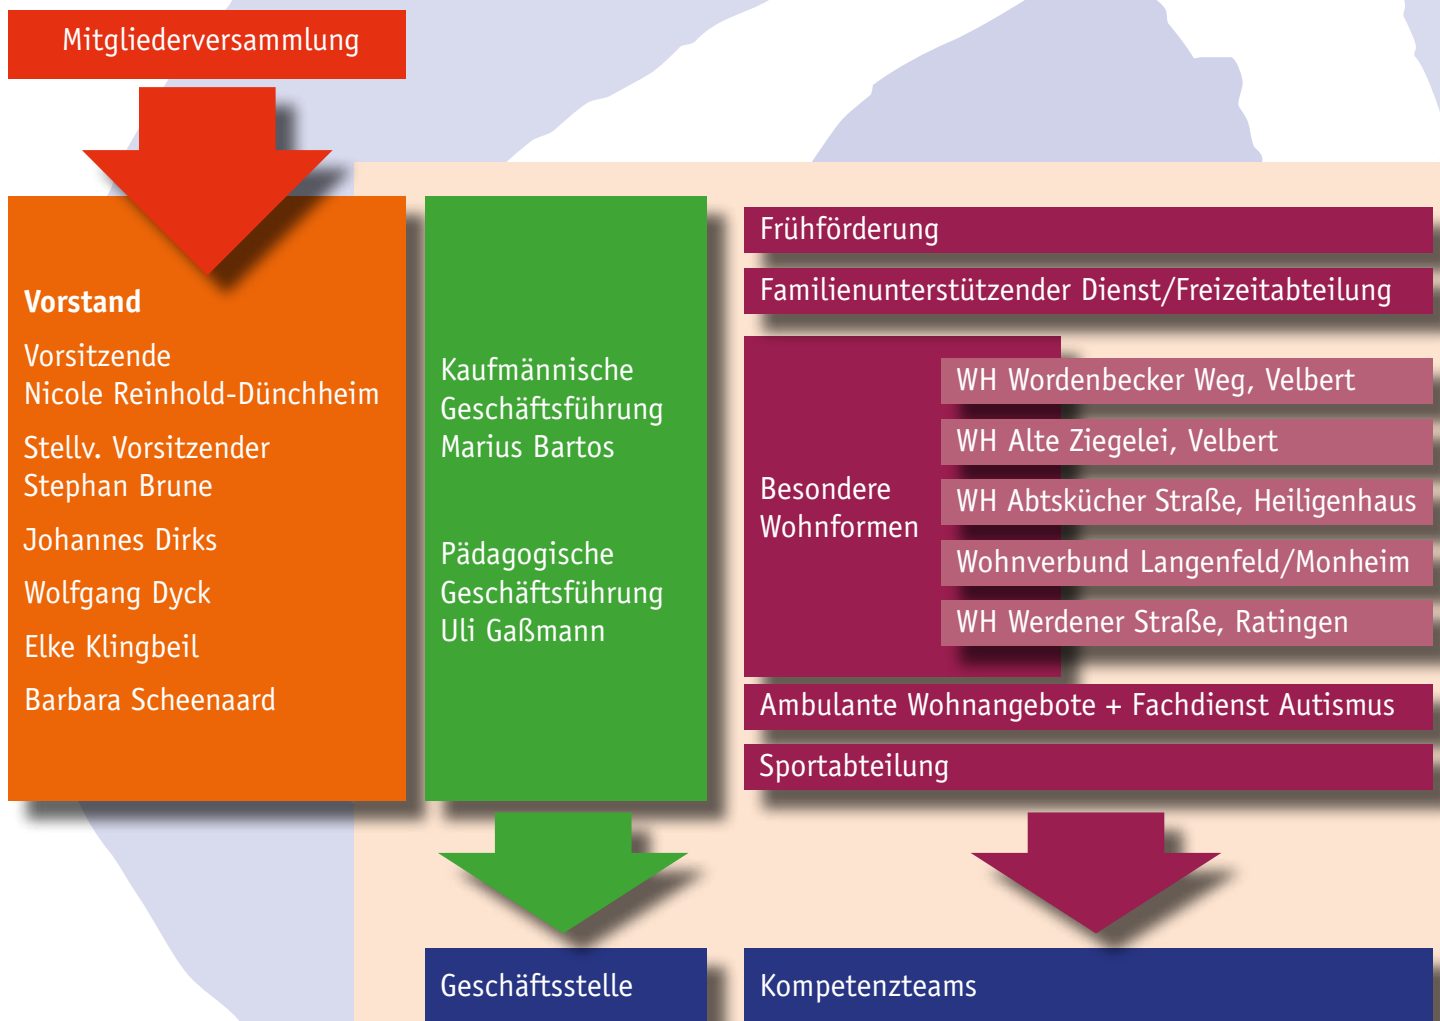 Mitgliederversammlung
Vorstand
Vorsitzende
Nicole Reinhold-Dünchheim
Stellv. Vorsitzender
Stephan Brune
Johannes Dirks
Wolfgang Dyck
Elke Klingbeil
Barbara Scheenaard
Kaufmännische
Geschäftsführung
Marius Bartos
Pädagogische
Geschäftsführung
Uli Gaßmann
Frühförderung
Familienunterstützender Dienst/Freizeitabteilung
Besondere
Wohnformen
WH Wordenbecker Weg, Velbert
WH Alte Ziegelei, Velbert
WH Abtskücher Straße, Heiligenhaus
Wohnverbund Langenfeld/Monheim
WH Werdener Straße, Ratingen
Ambulante Wohnangebote + Fachdienst Autismus
Sportabteilung
Geschäftsstelle
Kompetenzteams